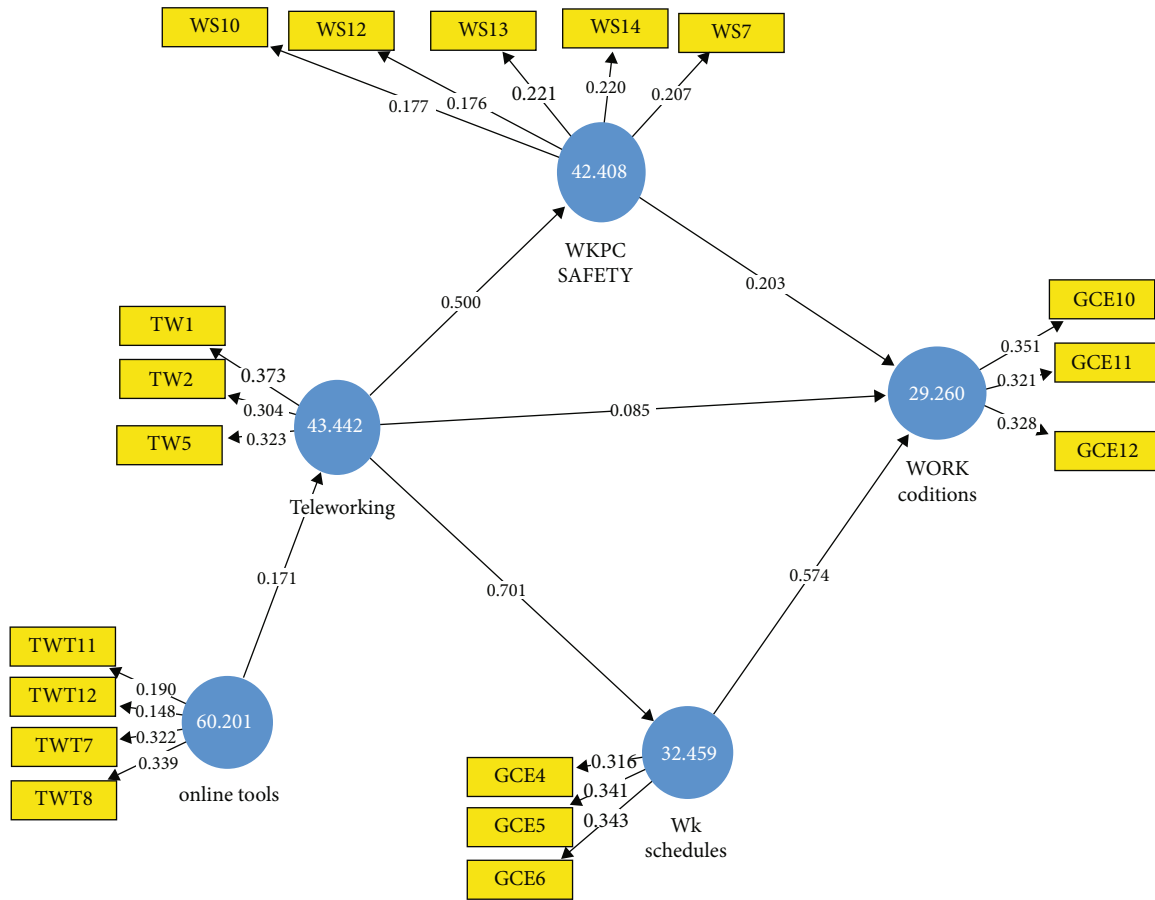 WS10
WS12
WS13
WS14
WS7
0.177
0.176
0.221
0.220
0.207
42.408
WKPC
SAFETY
0.500
0.203
TW1
TW2
TW5
0.373
0.304
0.323
43.442
Teleworking
0.085
GCE10
GCE11
GCE12
0.351
0.321
0.328
29.260
WORK
coditions
0.171
0.701
0.574
TWT11
TWT12
TWT7
TWT8
0.190
0.148
0.322
0.339
60.201
online tools
GCE4
GCE5
GCE6
0.316
0.341
0.343
32.459
Wk
schedules